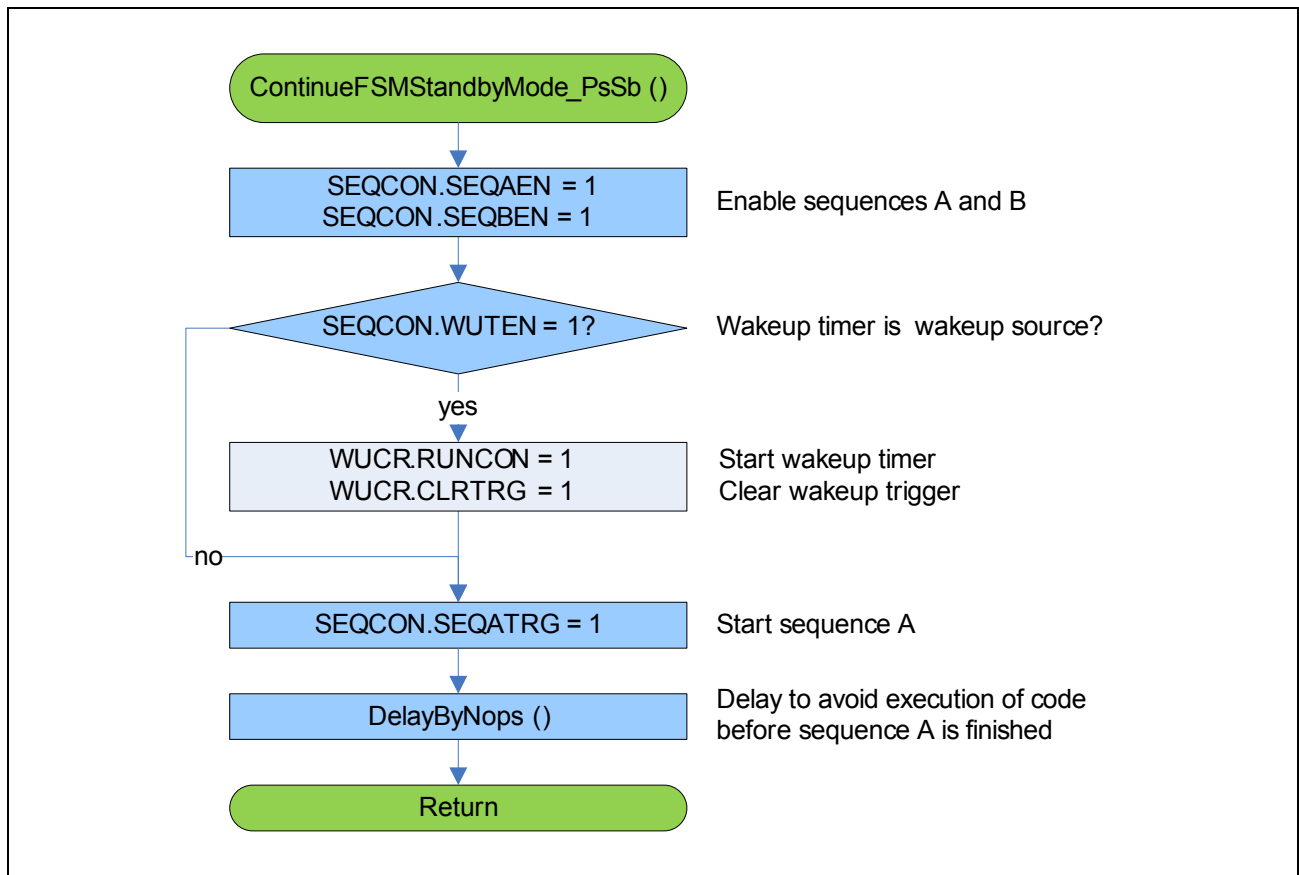 ContinueFSMStandbyMode_PsSb ()
SEQCON.SEQAEN = 1
SEQCON.SEQBEN = 1
Enable sequences A and B
SEQCON.WUTEN = 1?
Wakeup timer is wakeup source?
yes
WUCR.RUNCON = 1
WUCR.CLRTRG = 1
Start wakeup timer
Clear wakeup trigger
no
SEQCON.SEQATRG = 1
Start sequence A
DelayByNops ()
Delay to avoid execution of code
before sequence A is finished
Return